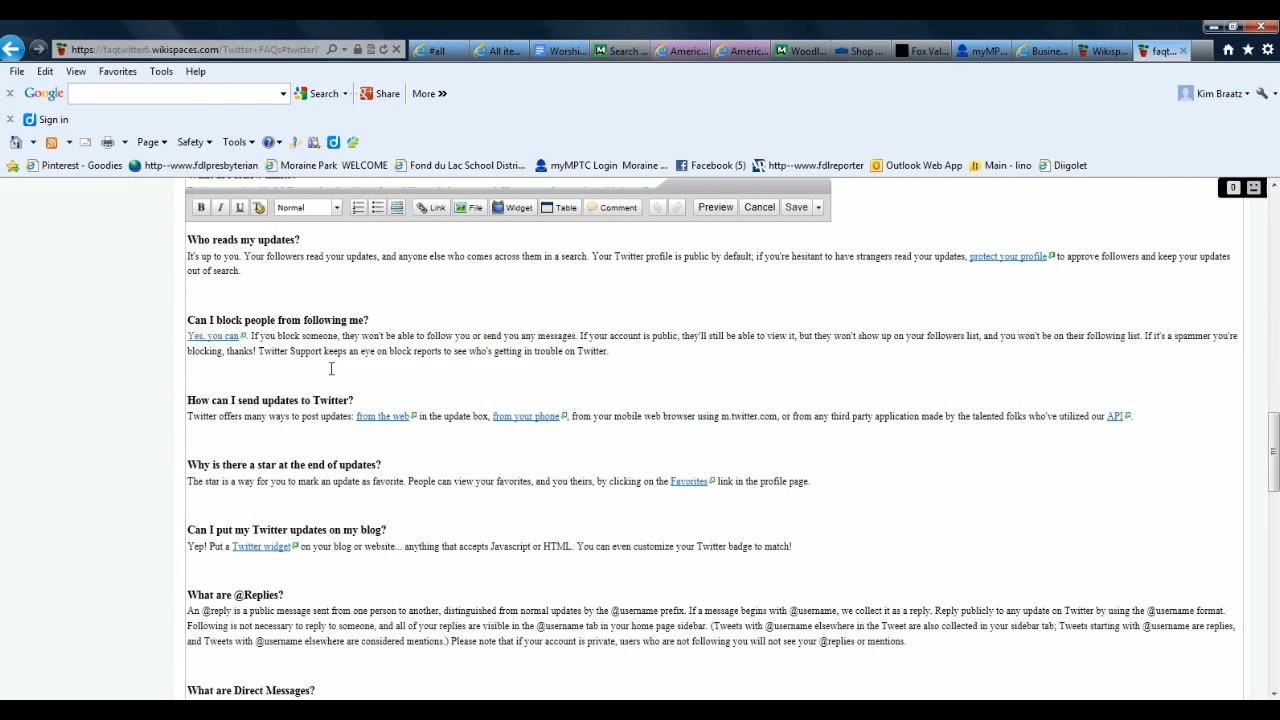 https://faqtwitter6.wikispaces.com/Twitter+FAQs#twitter?
#all
All ite...
Worshi...
Search ...
Americ...
Americ...
Woodl...
Shop ...
Fox Val...
myMP...
Busine...
Wikisp...
faqt...
File Edit View Favorites Tools Help
Google Search Share More »
Kim Braatz
Sign in
Page Safety Tools
Pinterest - Goodies http--www.fdlpresbyterian Moraine Park WELCOME Fond du Lac School Distri... myMPTC Login Moraine ... Facebook (5) http--www.fdlreporter Outlook Web App Main - lino Diigolet
0
B I U T Normal Link File Widget Table Comment Preview Cancel Save
Who reads my updates?
It's up to you. Your followers read your updates, and anyone else who comes across them in a search. Your Twitter profile is public by default; if you're hesitant to have strangers read your updates, protect your profile to approve followers and keep your updates
out of search.
Can I block people from following me?
Yes, you can. If you block someone, they won't be able to follow you or send you any messages. If your account is public, they'll still be able to view it, but they won't show up on your followers list, and you won't be on their following list. If it's a spammer you're
blocking, thanks! Twitter Support keeps an eye on block reports to see who's getting in trouble on Twitter.
How can I send updates to Twitter?
Twitter offers many ways to post updates: from the web in the update box, from your phone, from your mobile web browser using m.twitter.com, or from any third party application made by the talented folks who've utilized our API.
Why is there a star at the end of updates?
The star is a way for you to mark an update as favorite. People can view your favorites, and you theirs, by clicking on the Favorites link in the profile page.
Can I put my Twitter updates on my blog?
Yep! Put a Twitter widget on your blog or website... anything that accepts Javascript or HTML. You can even customize your Twitter badge to match!
What are @Replies?
An @reply is a public message sent from one person to another, distinguished from normal updates by the @username prefix. If a message begins with @username, we collect it as a reply. Reply publicly to any update on Twitter by using the @username format.
Following is not necessary to reply to someone, and all of your replies are visible in the @username tab in your home page sidebar. (Tweets with @username elsewhere in the Tweet are also collected in your sidebar tab; Tweets starting with @username are replies,
and Tweets with @username elsewhere are considered mentions.) Please note that if your account is private, users who are not following you will not see your @replies or mentions.
What are Direct Messages?